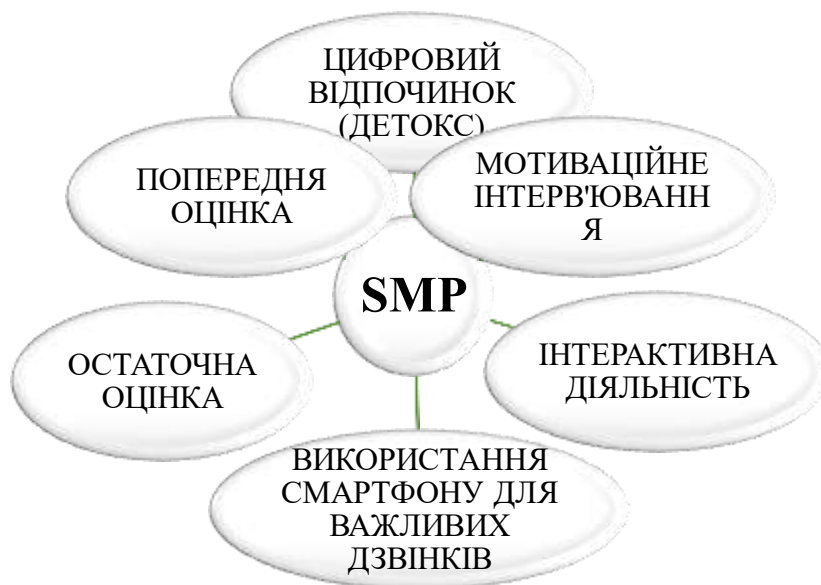 ЦИФРОВИЙ
ВІДПОЧИНОК
(ДЕТОКС)
ПОПЕРЕДНЯ
ОЦІНКА
МОТИВАЦІЙНЕ
ІНТЕРВ'ЮВАНН
Я
SMP
ОСТАТОЧНА
ОЦІНКА
ІНТЕРАКТИВНА
ДІЯЛЬНІСТЬ
ВИКОРИСТАННЯ
СМАРТФОНУ ДЛЯ
ВАЖЛИВИХ
ДЗВІНКІВ